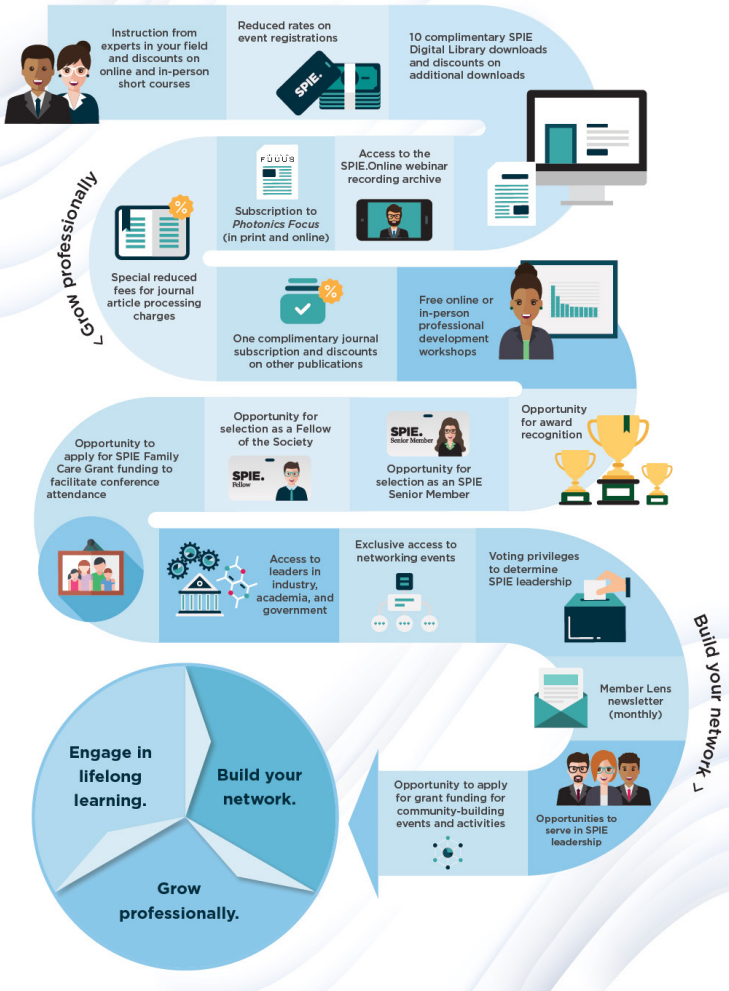 Instruction from
experts in your field
and discounts on
online and in-person
short courses
Reduced rates on
event registrations
SPIE.
10 complimentary SPIE
Digital Library downloads
and discounts on
additional downloads
< Grow professionally
Special reduced
fees for journal
article processing
charges
%
Subscription to
Photonics Focus
(in print and online)
Access to the
SPIE.Online webinar
recording archive
%
One complimentary journal
subscription and discounts
on other publications
Free online or
in-person
professional
development
workshops
Opportunity to
apply for SPIE Family
Care Grant funding to
facilitate conference
attendance
Opportunity for
selection as a Fellow
of the Society
SPIE.
Fellow
SPIE.
Senior Member
Opportunity for
selection as an SPIE
Senior Member
Opportunity
for award
recognition
Access to
leaders in
industry,
academia, and
government
Exclusive access to
networking events
Voting privileges
to determine
SPIE leadership
Build your network >
Member Lens
newsletter
(monthly)
Opportunities to
serve in SPIE
leadership
Opportunity to apply
for grant funding for
community-building
events and activities
Engage in
lifelong
learning.
Build your
network.
Grow
professionally.